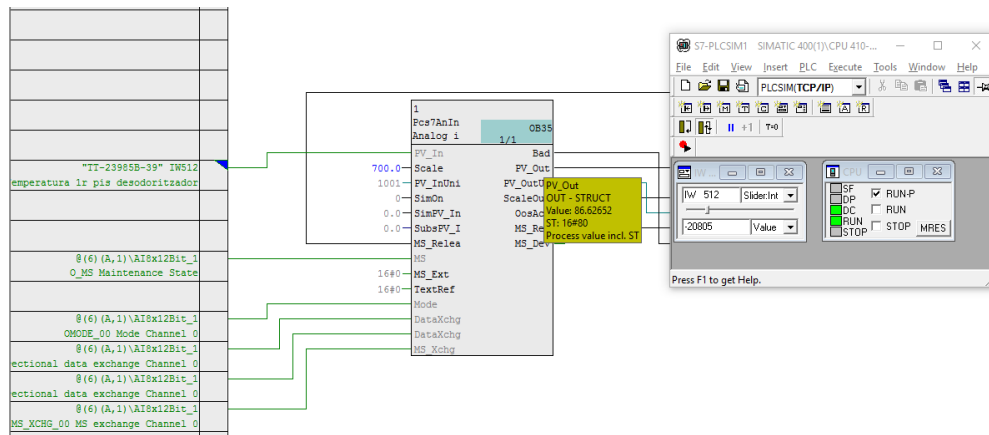 "TT-23985B-39" IW512
emperatura 1r pis desodoritzador
@(6)(A,1)\AI8x12Bit_1
O_MS Maintenance State
@(6)(A,1)\AI8x12Bit_1
OMODE_00 Mode Channel 0
@(6)(A,1)\AI8x12Bit_1
ectional data exchange Channel 0
@(6)(A,1)\AI8x12Bit_1
ectional data exchange Channel 0
@(6)(A,1)\AI8x12Bit_1
MS_XCHG_00 MS exchange Channel 0
1
Pcs7AnIn
Analog i
OB35
1/1
PV_In
Bad
700.0
Scale
PV_Out
1001
PV_InUni
PV_OutU
0
SimOn
ScaleOu
0.0
SimPV_In
OosAc
0.0
SubsPV_I
MS_Re
MS_Relea
MS_Dev
MS
16#0
MS_Ext
16#0
TextRef
Mode
DataXchg
DataXchg
MS_Xchg
PV_Out
OUT - STRUCT
Value: 86.62652
ST: 16#80
Process value incl. ST
S7-PLCSIM1 SIMATIC 400(1)\CPU 410-...
File Edit View Insert PLC Execute Tools Window Help
PLCSIM(TCP/IP)
+1
T=0
IW ...
IW 512
Slider:Int
-20805
Value
CPU
SF
DP
DC
RUN
STOP
RUN-P
RUN
STOP
MRES
Press F1 to get Help.